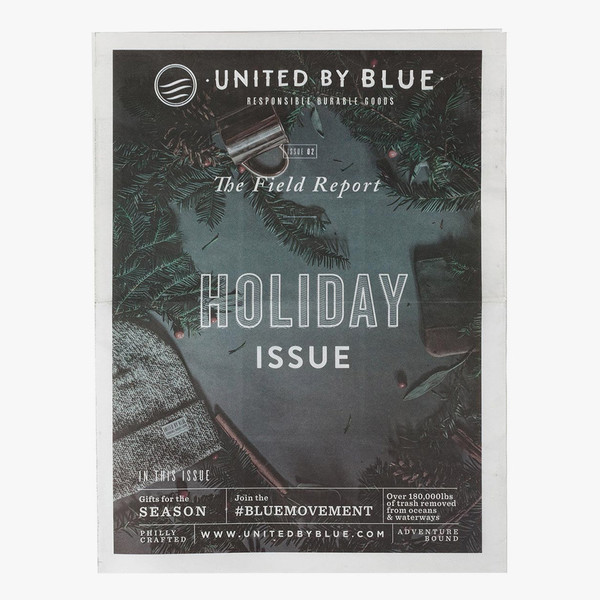 ·UNITED BY BLUE·
RESPONSIBLE DURABLE GOODS
ISSUE 02
The Field Report
HOLIDAY
ISSUE
IN THIS ISSUE
Gifts for the
SEASON
Join the
#BLUEMOVEMENT
Over 180,000lbs
of trash removed
from oceans
& waterways
PHILLY
CRAFTED
WWW.UNITEDBYBLUE.COM
ADVENTURE
BOUND